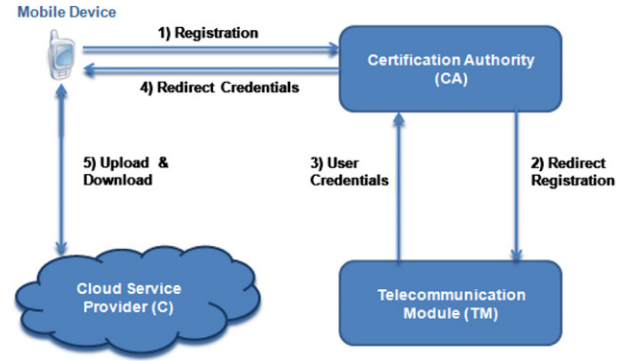 Mobile Device
1) Registration
Certification Authority
(CA)
4) Redirect Credentials
5) Upload &
Download
3) User
Credentials
2) Redirect
Registration
Cloud Service
Provider (C)
Telecommunication
Module (TM)